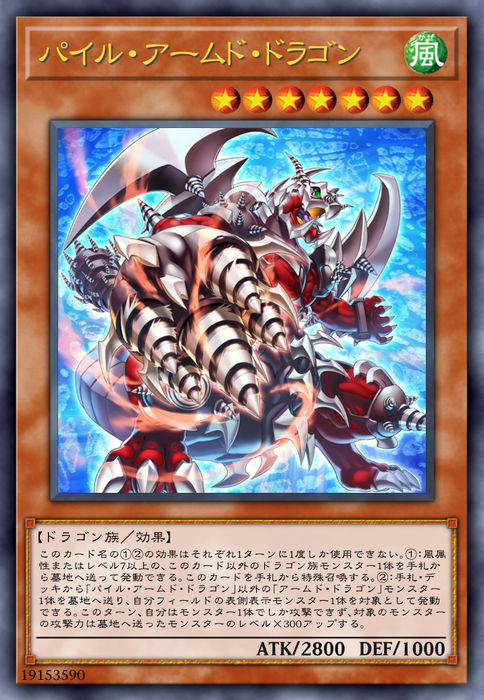 パイル・アームド・ドラゴン
かぜ
風
【ドラゴン族/効果】
このカード名の①②の効果はそれぞれ1ターンに1度しか使用できない。①:風属
性またはレベル7以上の、このカード以外のドラゴン族モンスター1体を手札か
ら墓地へ送って発動できる。このカードを手札から特殊召喚する。②:手札・デ
ッキから「パイル・アームド・ドラゴン」以外の「アームド・ドラゴン」モンスター
1体を墓地へ送り、自分フィールドの表側表示モンスター1体を対象として発動
できる。このターン、自分はモンスター1体でしか攻撃できず、対象のモンスター
の攻撃力は墓地へ送ったモンスターのレベル×300アップする。
ATK/2800 DEF/1000
19153590